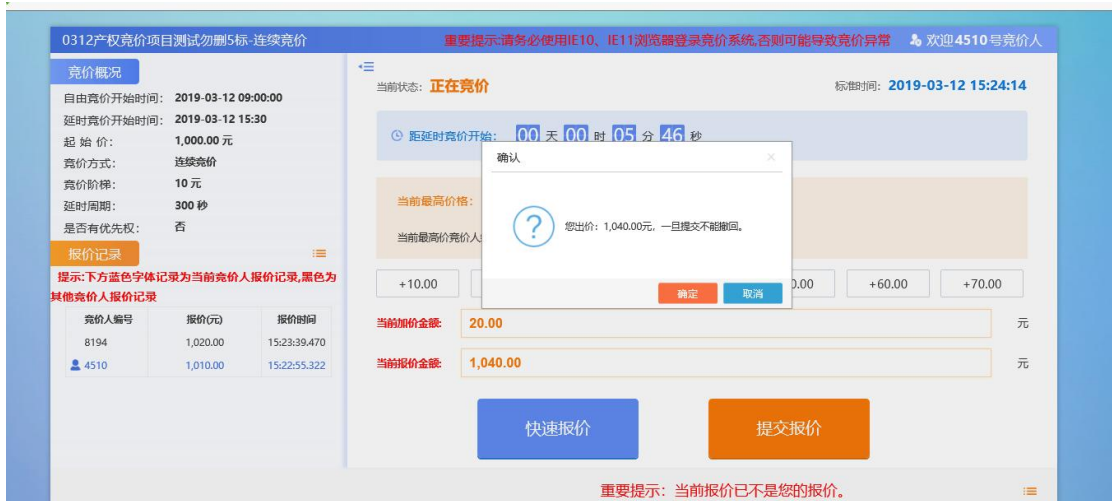 0312产权竞价项目测试勿删5标-连续竞价 重要提示:请务必使用IE10、IE11浏览器登录竞价系统,否则可能导致竞价异常 欢迎4510号竞价人
竞价概况
自由竞价开始时间: 2019-03-12 09:00:00
延时竞价开始时间: 2019-03-12 15:30
起 始 价: 1,000.00 元
竞价方式: 连续竞价
竞价阶梯: 10 元
延时周期: 300 秒
是否有优先权: 否
报价记录
提示:下方蓝色字体记录为当前竞价人报价记录,黑色为
其他竞价人报价记录
竞价人编号 报价(元) 报价时间
8194 1,020.00 15:23:39.470
4510 1,010.00 15:22:55.322
当前状态: 正在竞价 标准时间: 2019-03-12 15:24:14
距延时竞价开始: 00 天 00 时 05 分 46 秒
当前最高价格:
当前最高价竞价人
确认
您出价：1,040.00元，一旦提交不能撤回。
确定 取消
+10.00 0.00 +60.00 +70.00
当前加价金额: 20.00 元
当前报价金额: 1,040.00 元
快速报价 提交报价
重要提示：当前报价已不是您的报价。